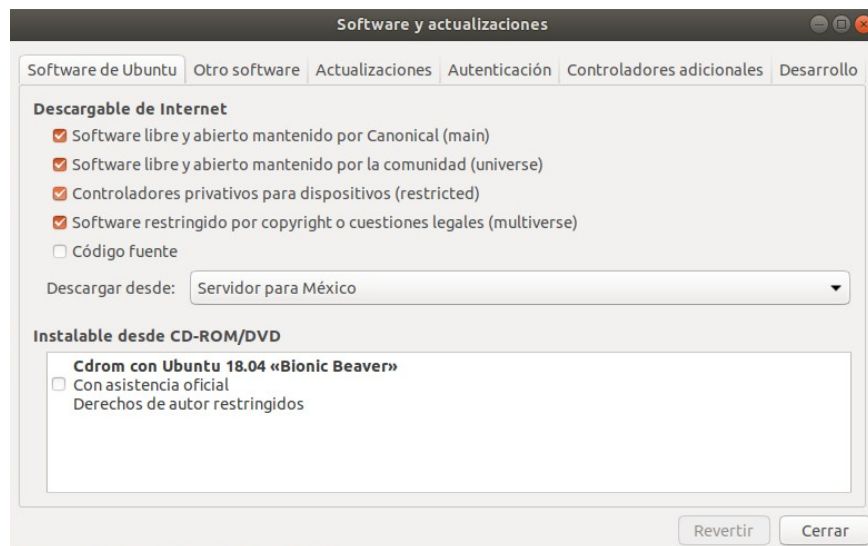 Software y actualizaciones
Software de Ubuntu Otro software Actualizaciones Autenticación Controladores adicionales Desarrollo
Descargable de Internet
Software libre y abierto mantenido por Canonical (main)
Software libre y abierto mantenido por la comunidad (universe)
Controladores privativos para dispositivos (restricted)
Software restringido por copyright o cuestiones legales (multiverse)
Código fuente
Descargar desde: Servidor para México
Instalable desde CD-ROM/DVD
Cdrom con Ubuntu 18.04 «Bionic Beaver»
Con asistencia oficial
Derechos de autor restringidos
Revertir Cerrar